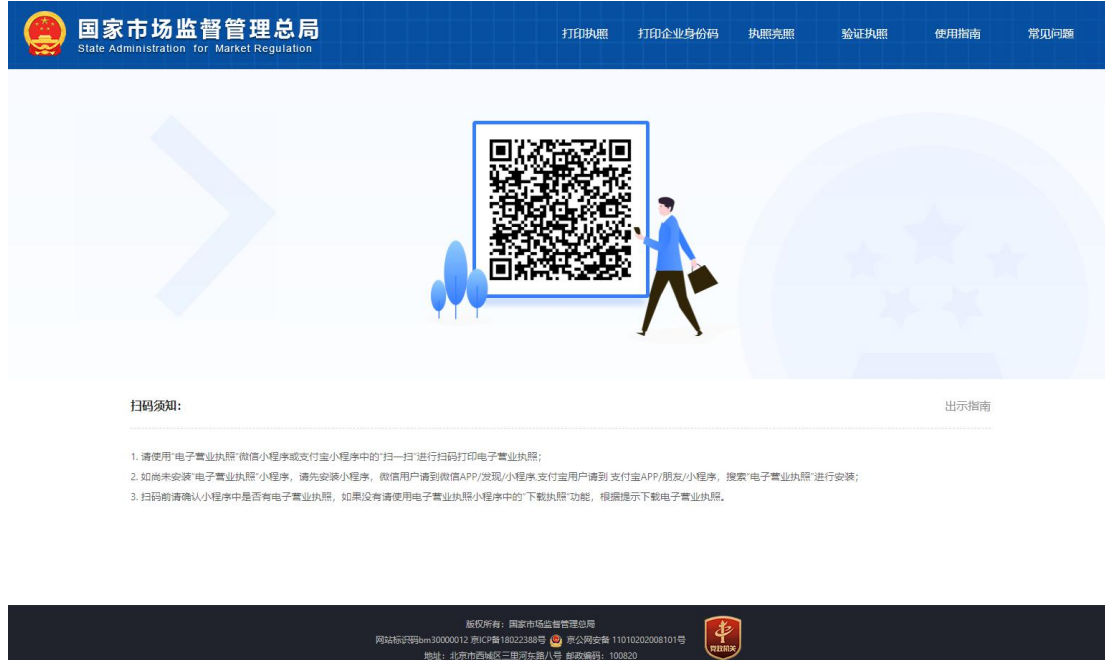 国家市场监督管理总局
State Administration for Market Regulation
打印执照 打印企业身份码 执照亮照 验证执照 使用指南 常见问题
扫码须知： 出示指南
1. 请使用"电子营业执照"微信小程序或支付宝小程序中的"扫一扫"进行扫码打印电子营业执照；
2. 如尚未安装"电子营业执照"小程序，请先安装小程序，微信用户请到微信APP/发现/小程序,支付宝用户请到 支付宝APP/朋友/小程序，搜索"电子营业执照"进行安装；
3. 扫码前请确认小程序中是否有电子营业执照，如果没有请使用电子营业执照小程序中的"下载执照"功能，根据提示下载电子营业执照。
版权所有：国家市场监督管理总局
网站标识码bm30000012 京ICP备18022388号 京公网安备 11010202008101号
地址：北京市西城区三里河东路八号 邮政编码：100820
党政机关